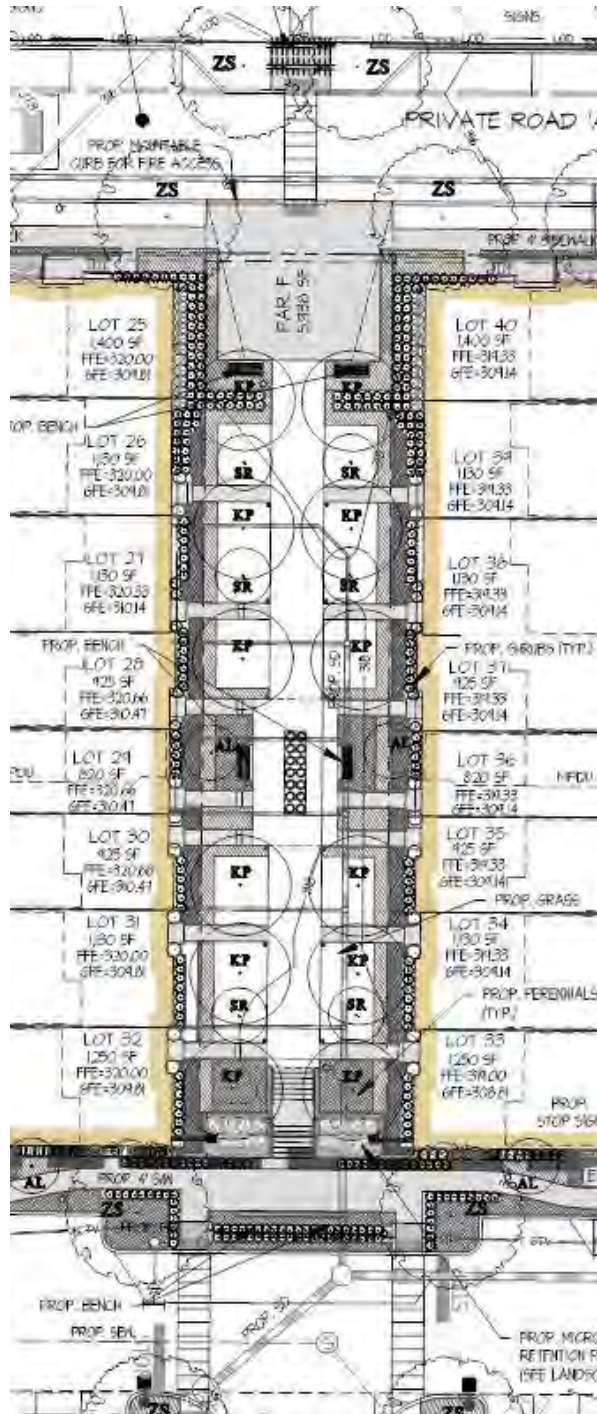 SIGNS
ZS
ZS
PRIVATE ROAD 'A
PROP. MOUNTABLE
CURB FOR FIRE ACCESS
ZS
ZS
PROP. 4' SIDEWALK
PAR. F
5,986 SF
LOT 25
1,400 SF
FFE=320.00
GFE=309.81
LOT 40
1,400 SF
FFE=319.33
GFE=309.14
KP
KP
PROP. BENCH
LOT 26
1,130 SF
FFE=320.00
GFE=309.81
LOT 39
1,130 SF
FFE=319.33
GFE=309.14
SR
SR
KP
KP
LOT 27
1,130 SF
FFE=320.33
GFE=310.14
LOT 38
1,130 SF
FFE=319.33
GFE=309.14
SR
SR
PROP. BENCH
KP
KP
PROP. SHRUBS (TYP.)
PROP. SD
LOT 28
925 SF
FFE=320.66
GFE=310.47
LOT 37
925 SF
FFE=319.33
GFE=309.14
AL
AL
LOT 29
820 SF
FFE=320.66
GFE=310.47
LOT 36
820 SF
FFE=319.33
GFE=309.14
MPDU
LOT 30
925 SF
FFE=320.66
GFE=310.47
LOT 35
925 SF
FFE=319.33
GFE=309.14
KP
KP
PROP. GRASS
LOT 31
1,130 SF
FFE=320.00
GFE=309.81
LOT 34
1,130 SF
FFE=319.33
GFE=309.14
KP
KP
SR
SR
PROP. PERENNIALS
(TYP.)
LOT 32
1,250 SF
FFE=320.00
GFE=309.81
LOT 33
1,250 SF
FFE=319.00
GFE=308.81
KP
KP
PROP.
STOP SIGN
AL
AL
PROP. 4' S/W
ZS
ZS
PROP. BENCH
PROP. SD
PROP. MICRO
RETENTION F
(SEE LANDSC
ZS
ZS